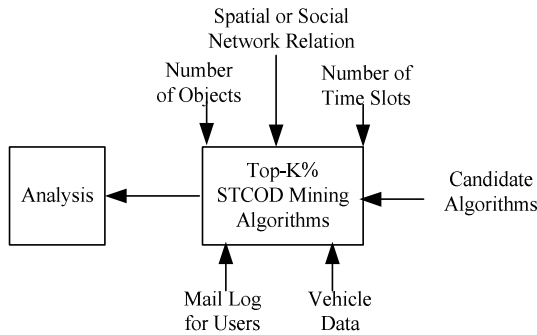 Spatial or Social
Network Relation
Number
of Objects
Number of
Time Slots
Analysis
Top-K%
STCOD Mining
Algorithms
Candidate
Algorithms
Mail Log
for Users
Vehicle
Data